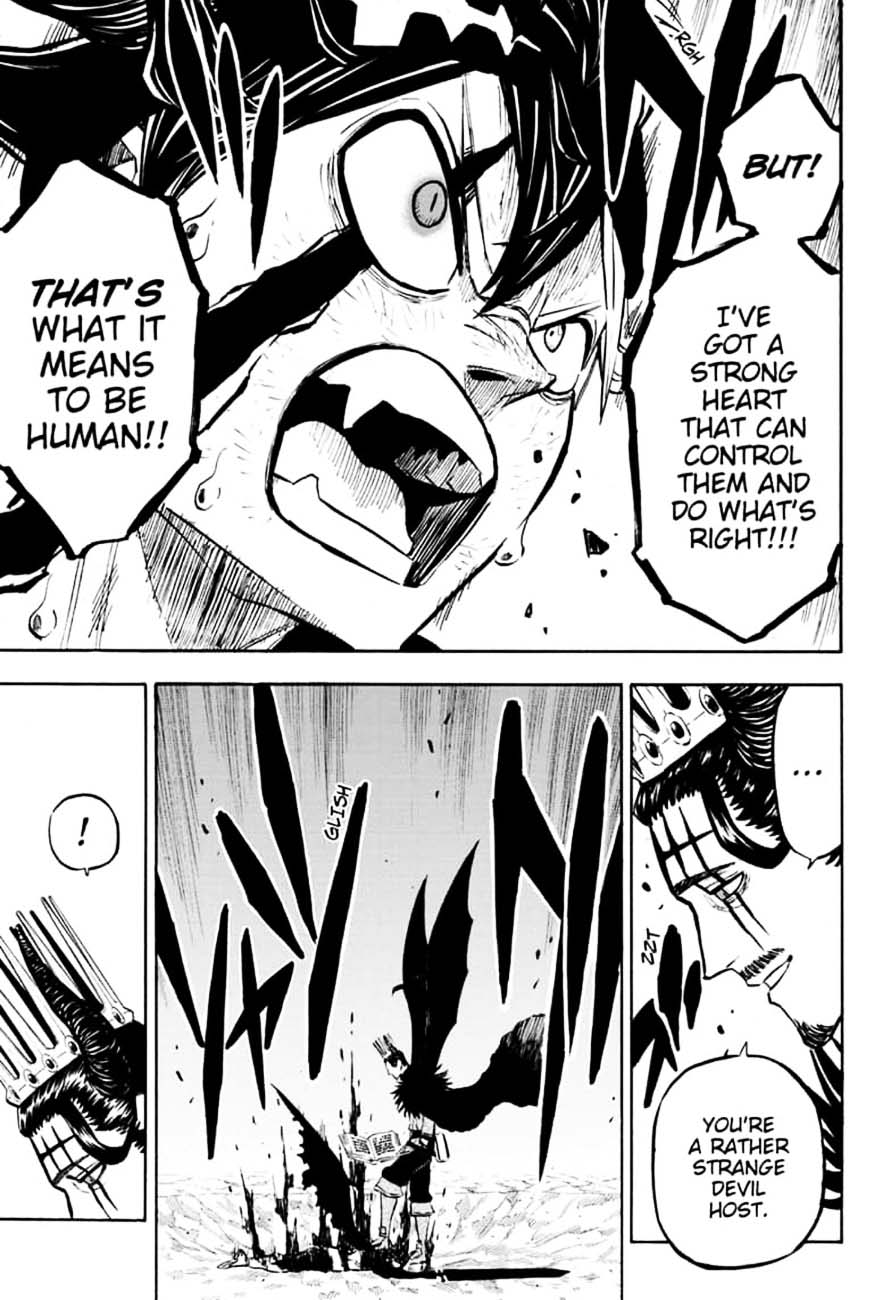 BUT!
I'VE
GOT A
STRONG
HEART
THAT CAN
CONTROL
THEM AND
DO WHAT'S
RIGHT!!!
RGH
THAT'S
WHAT IT
MEANS
TO BE
HUMAN!!
...
ZZT
YOU'RE
A RATHER
STRANGE
DEVIL
HOST.
GLISH
!